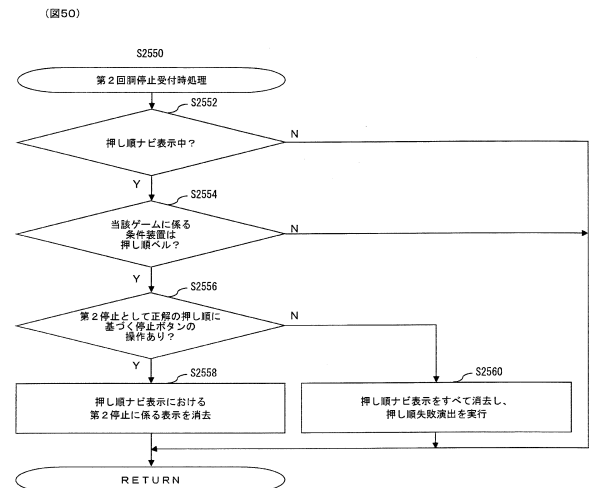 (図50)
S2550
第2回胴停止受付時処理
S2552
押し順ナビ表示中?
N
Y
S2554
当該ゲームに係る
条件装置は
押し順ベル?
N
Y
S2556
第2停止として正解の押し順に
基づく停止ボタンの
操作あり?
N
Y
S2558
押し順ナビ表示における
第2停止に係る表示を消去
S2560
押し順ナビ表示をすべて消去し、
押し順失敗演出を実行
RETURN